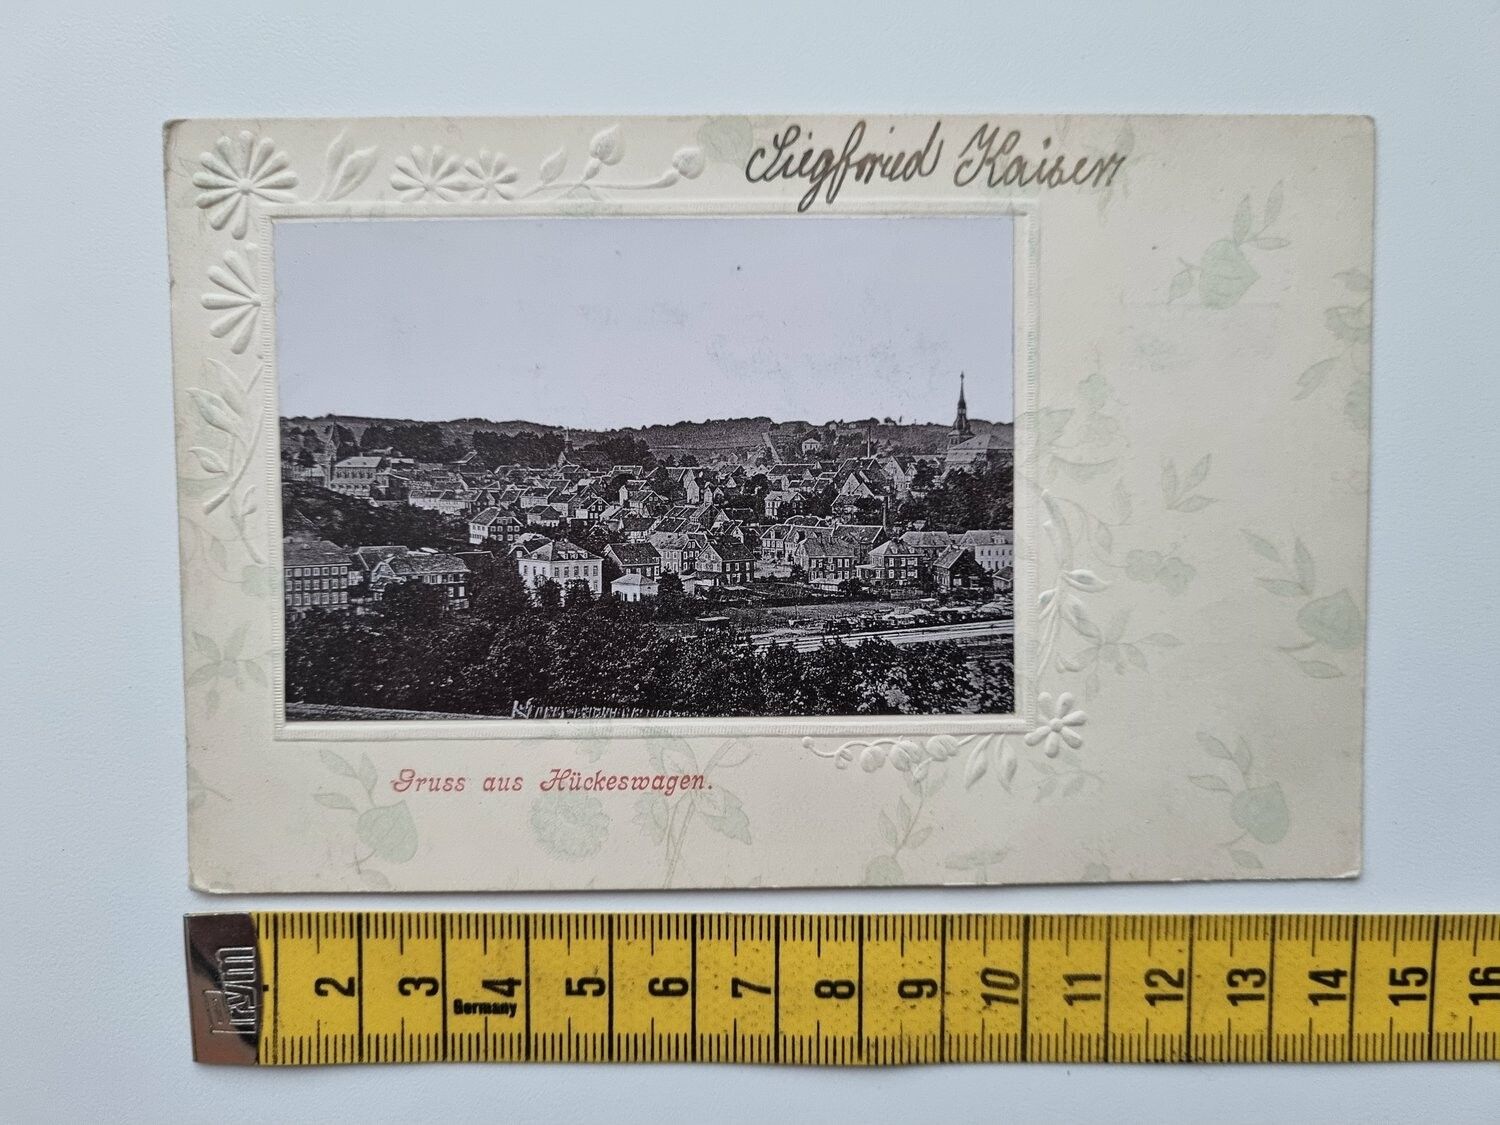 Siegfried Kaiser
Gruss aus Hückeswagen.
Prym
2 3 4 5 6 7 8 9 10 11 12 13 14 15 16
Germany